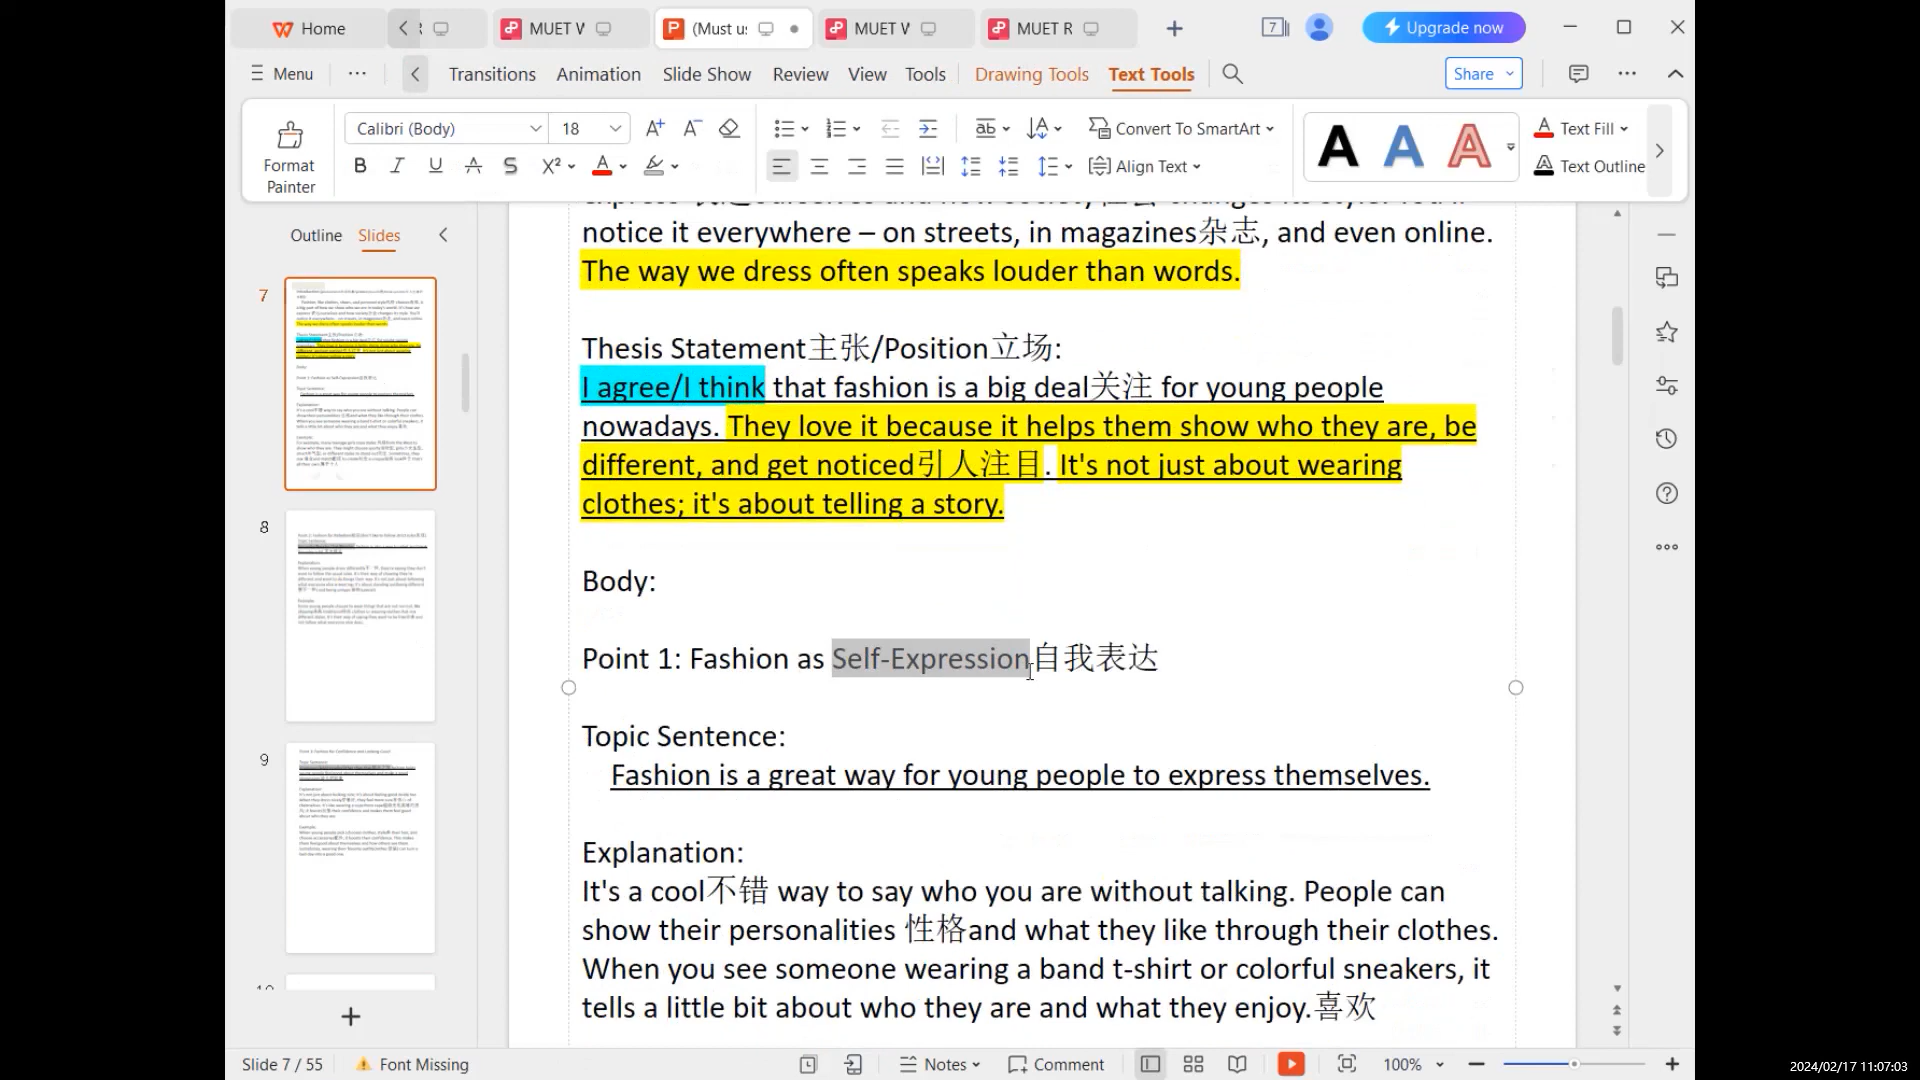 Home
MUET V
(Must u:
MUET V
MUET R
7
Upgrade now
Menu
Transitions
Animation
Slide Show
Review
View
Tools
Drawing Tools
Text Tools
Share
Format
Painter
Calibri (Body)
18
Convert To SmartArt
Text Fill
Align Text
Text Outline
Outline
Slides
7
8
9
notice it everywhere – on streets, in magazines杂志, and even online.
The way we dress often speaks louder than words.
Thesis Statement主张/Position立场:
I agree/I think that fashion is a big deal关注 for young people
nowadays. They love it because it helps them show who they are, be
different, and get noticed引人注目. It's not just about wearing
clothes; it's about telling a story.
Body:
Point 1: Fashion as Self-Expression自我表达
Topic Sentence:
Fashion is a great way for young people to express themselves.
Explanation:
It's a cool不错 way to say who you are without talking. People can
show their personalities 性格and what they like through their clothes.
When you see someone wearing a band t-shirt or colorful sneakers, it
tells a little bit about who they are and what they enjoy.喜欢
Slide 7 / 55
Font Missing
Notes
Comment
100%
2024/02/17 11:07:03